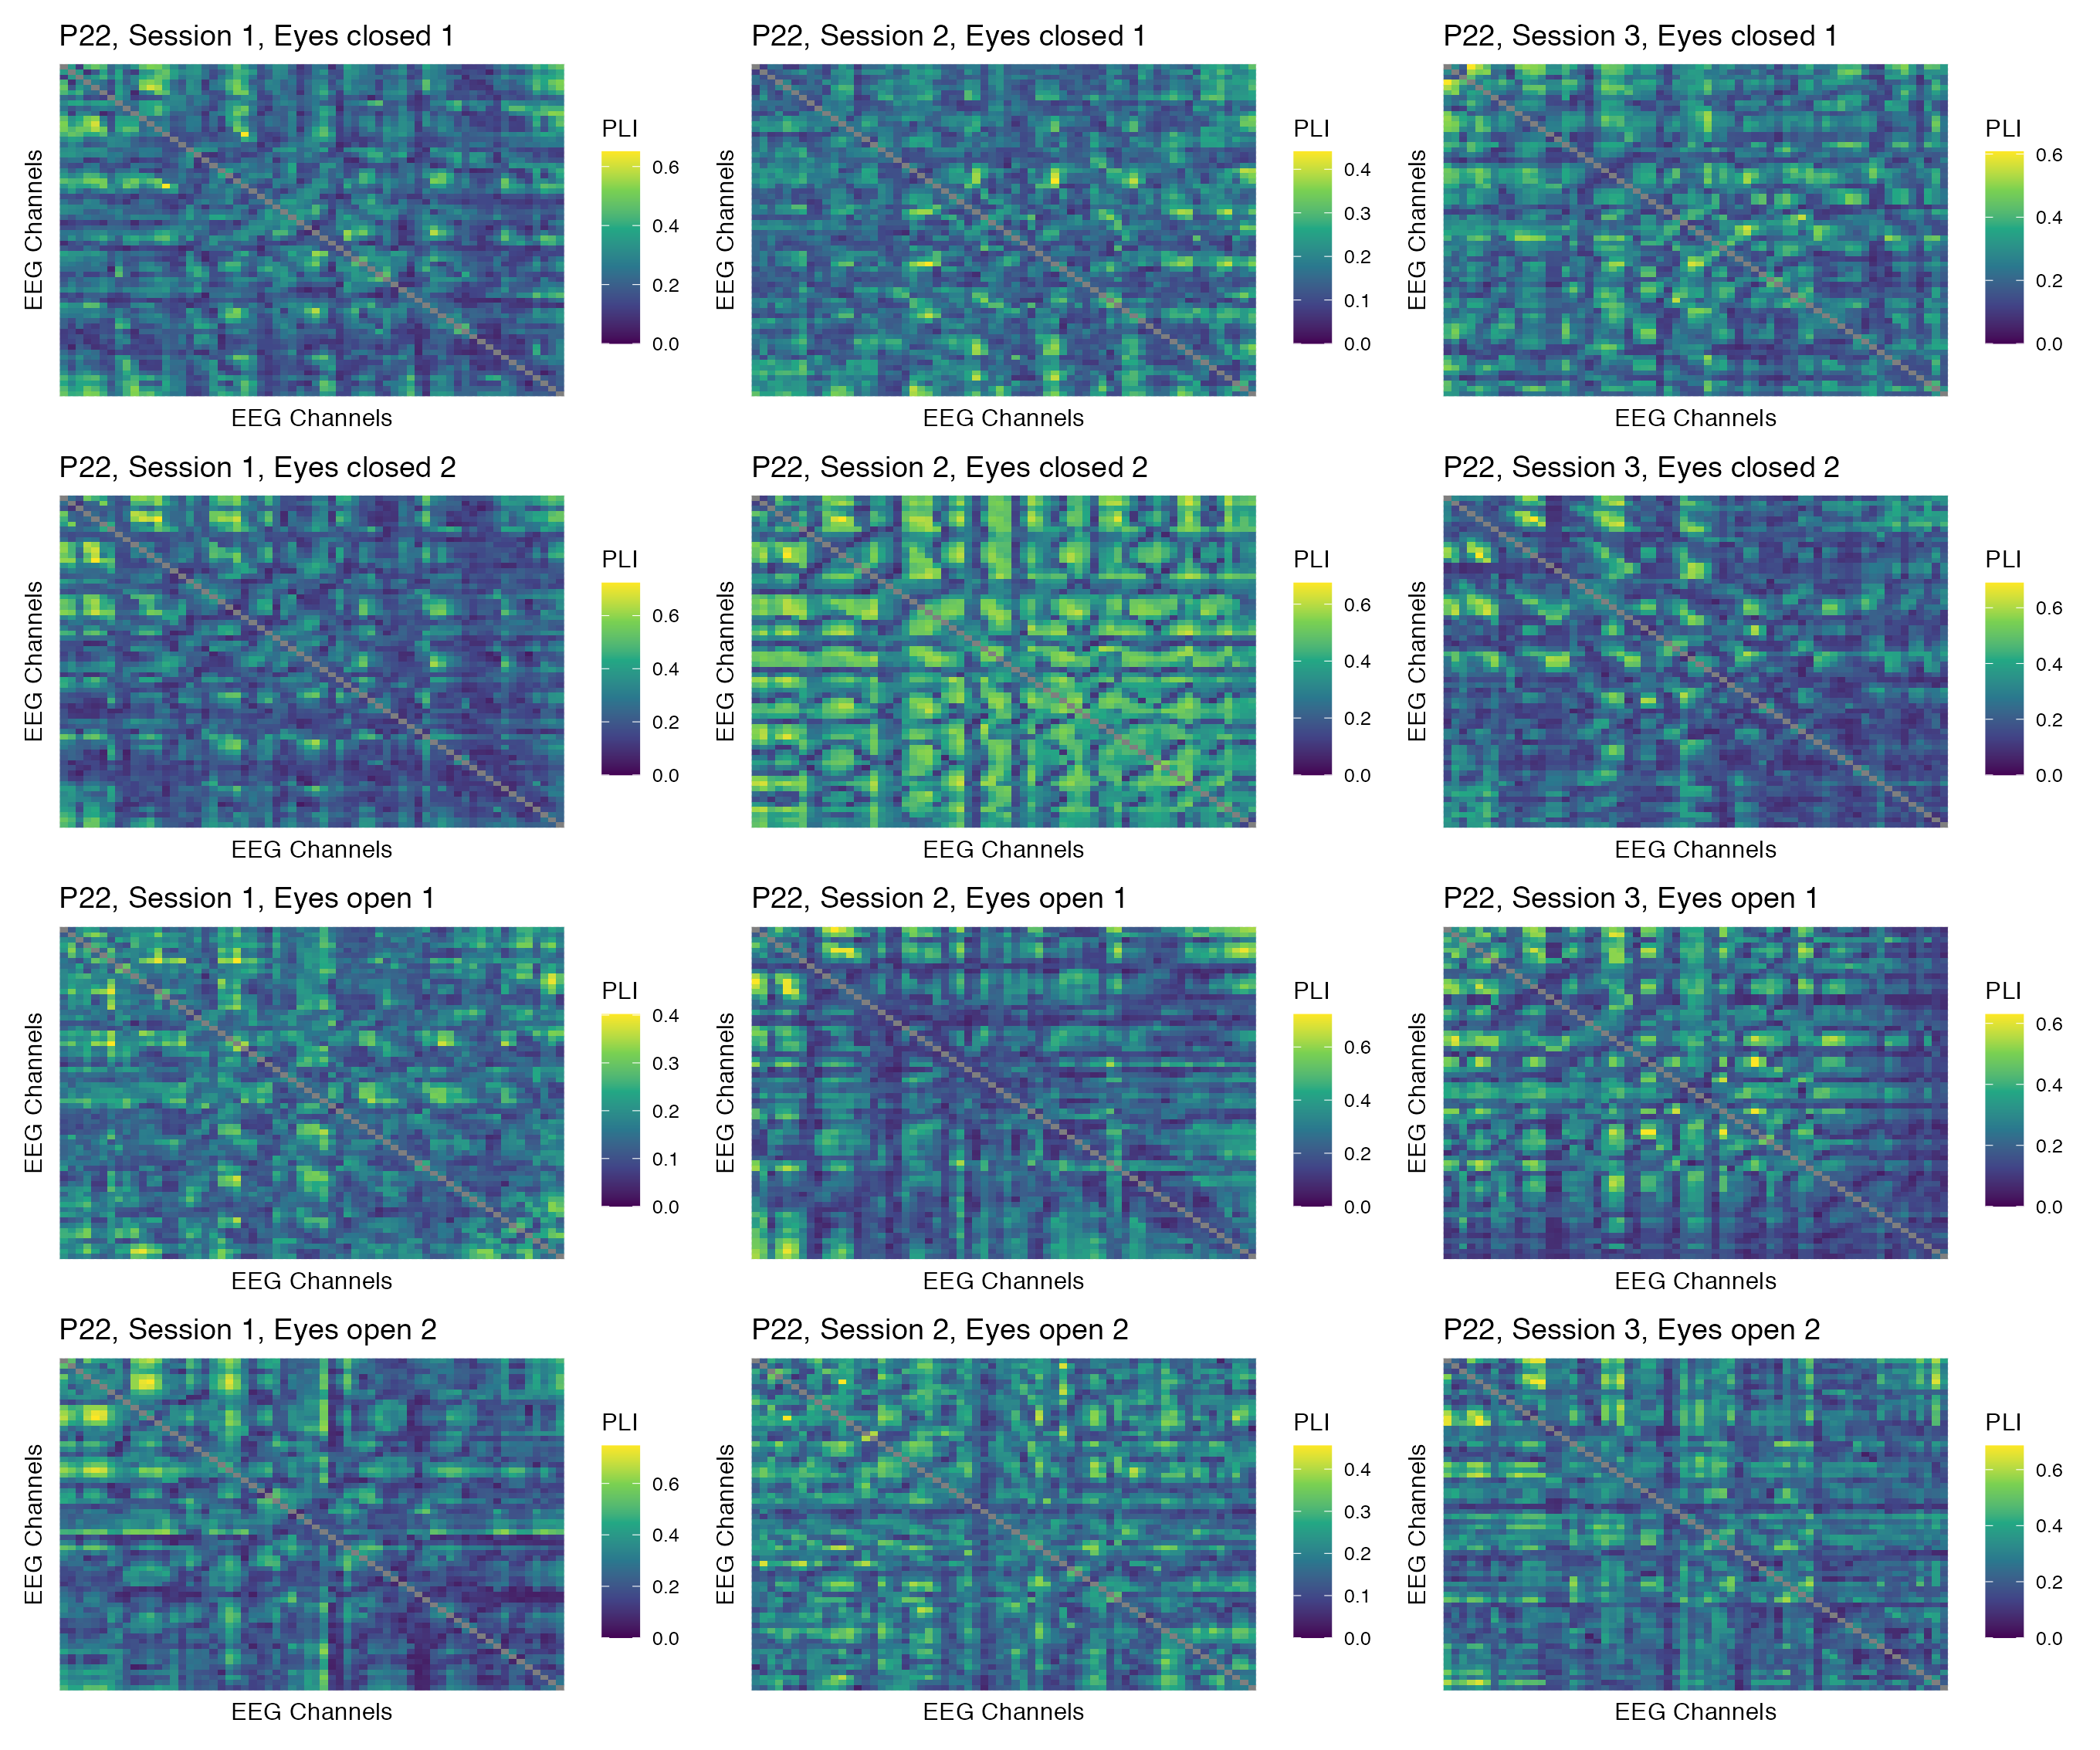 P22, Session 1, Eyes closed 1
EEG Channels
EEG Channels
PLI
0.6
0.4
0.2
0.0
P22, Session 2, Eyes closed 1
EEG Channels
EEG Channels
PLI
0.4
0.3
0.2
0.1
0.0
P22, Session 3, Eyes closed 1
EEG Channels
EEG Channels
PLI
0.6
0.4
0.2
0.0
P22, Session 1, Eyes closed 2
EEG Channels
EEG Channels
PLI
0.6
0.4
0.2
0.0
P22, Session 2, Eyes closed 2
EEG Channels
EEG Channels
PLI
0.6
0.4
0.2
0.0
P22, Session 3, Eyes closed 2
EEG Channels
EEG Channels
PLI
0.6
0.4
0.2
0.0
P22, Session 1, Eyes open 1
EEG Channels
EEG Channels
PLI
0.4
0.3
0.2
0.1
0.0
P22, Session 2, Eyes open 1
EEG Channels
EEG Channels
PLI
0.6
0.4
0.2
0.0
P22, Session 3, Eyes open 1
EEG Channels
EEG Channels
PLI
0.6
0.4
0.2
0.0
P22, Session 1, Eyes open 2
EEG Channels
EEG Channels
PLI
0.6
0.4
0.2
0.0
P22, Session 2, Eyes open 2
EEG Channels
EEG Channels
PLI
0.4
0.3
0.2
0.1
0.0
P22, Session 3, Eyes open 2
EEG Channels
EEG Channels
PLI
0.6
0.4
0.2
0.0